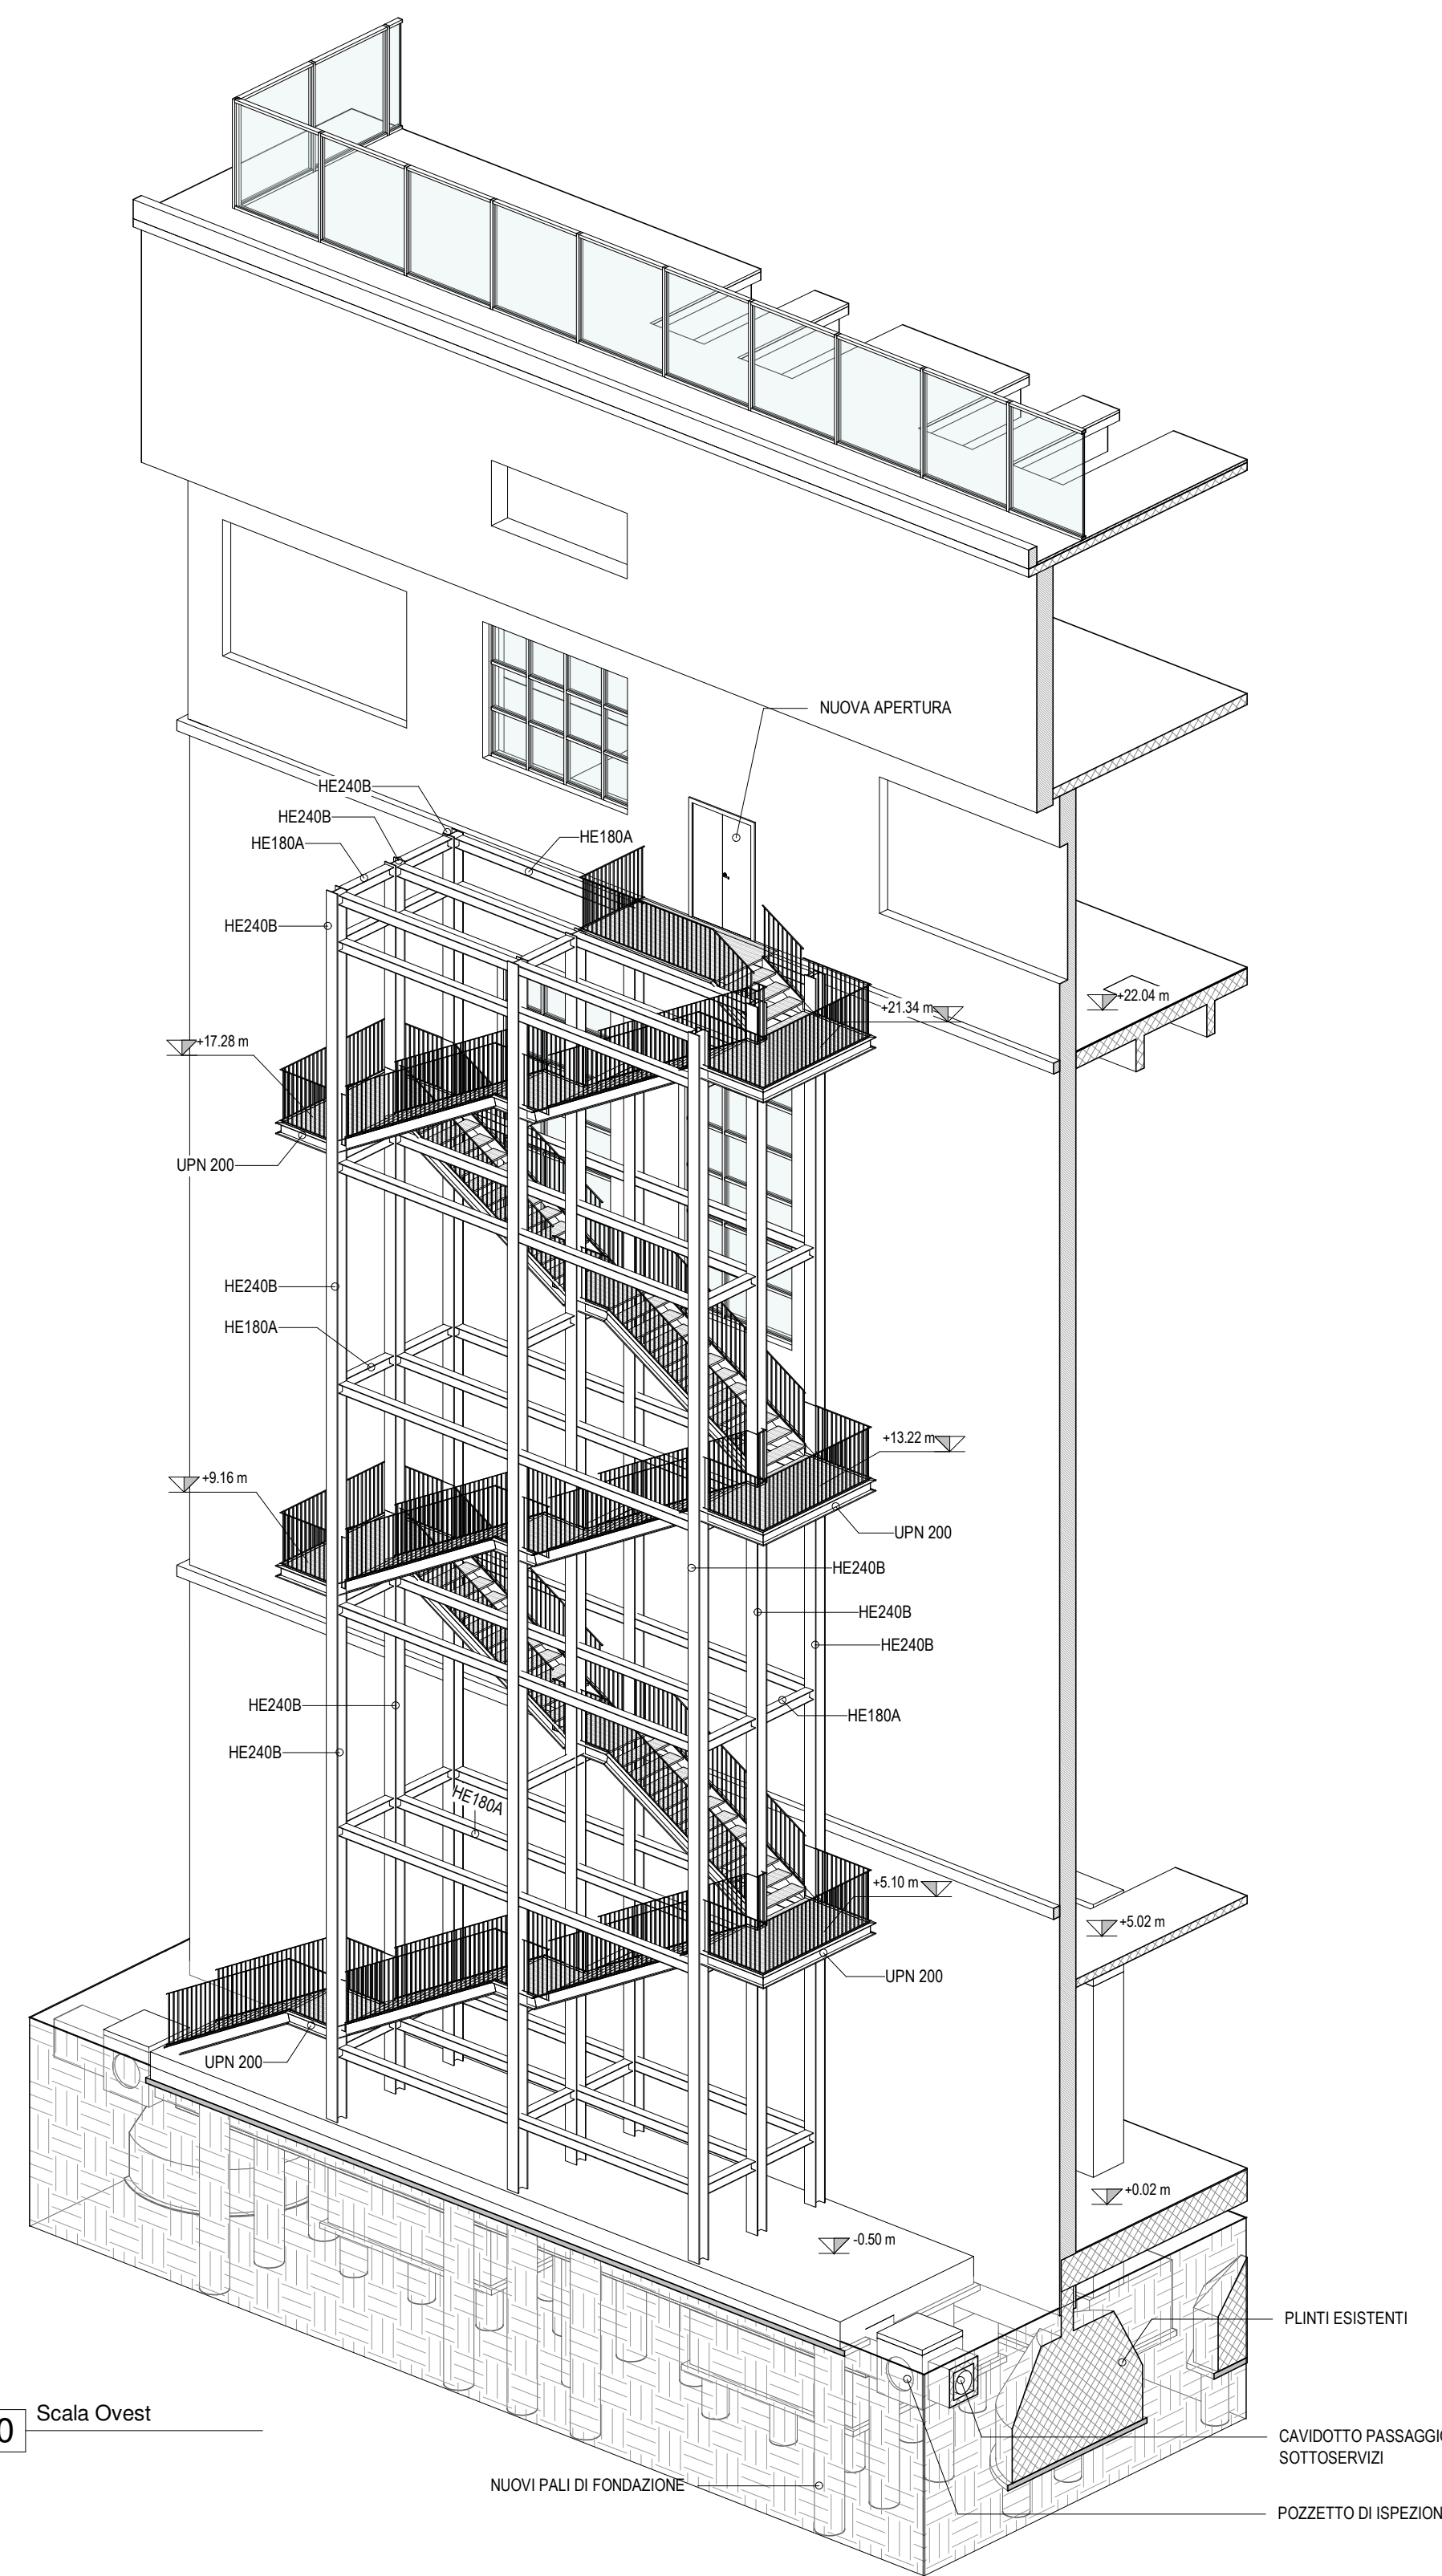 NUOVA APERTURA
HE240B
HE240B
HE180A
HE180A
HE240B
+22.04 m
+21.34 m
+17.28 m
UPN 200
HE240B
HE180A
+13.22 m
+9.16 m
UPN 200
HE240B
HE240B
HE240B
HE240B
HE180A
HE240B
HE180A
+5.10 m
+5.02 m
UPN 200
UPN 200
+0.02 m
-0.50 m
PLINTI ESISTENTI
0 Scala Ovest
CAVIDOTTO PASSAGGI
SOTTOSERVIZI
NUOVI PALI DI FONDAZIONE
POZZETTO DI ISPEZION